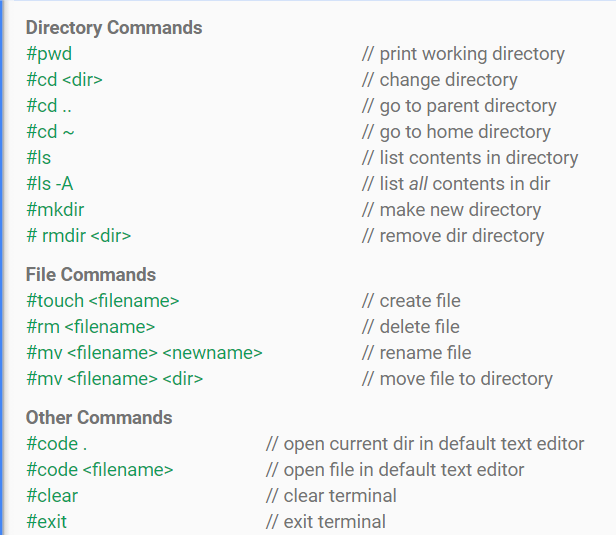 Directory Commands
#pwd // print working directory
#cd <dir> // change directory
#cd .. // go to parent directory
#cd ~ // go to home directory
#ls // list contents in directory
#ls -A // list all contents in dir
#mkdir // make new directory
# rmdir <dir> // remove dir directory
File Commands
#touch <filename> // create file
#rm <filename> // delete file
#mv <filename> <newname> // rename file
#mv <filename> <dir> // move file to directory
Other Commands
#code . // open current dir in default text editor
#code <filename> // open file in default text editor
#clear // clear terminal
#exit // exit terminal